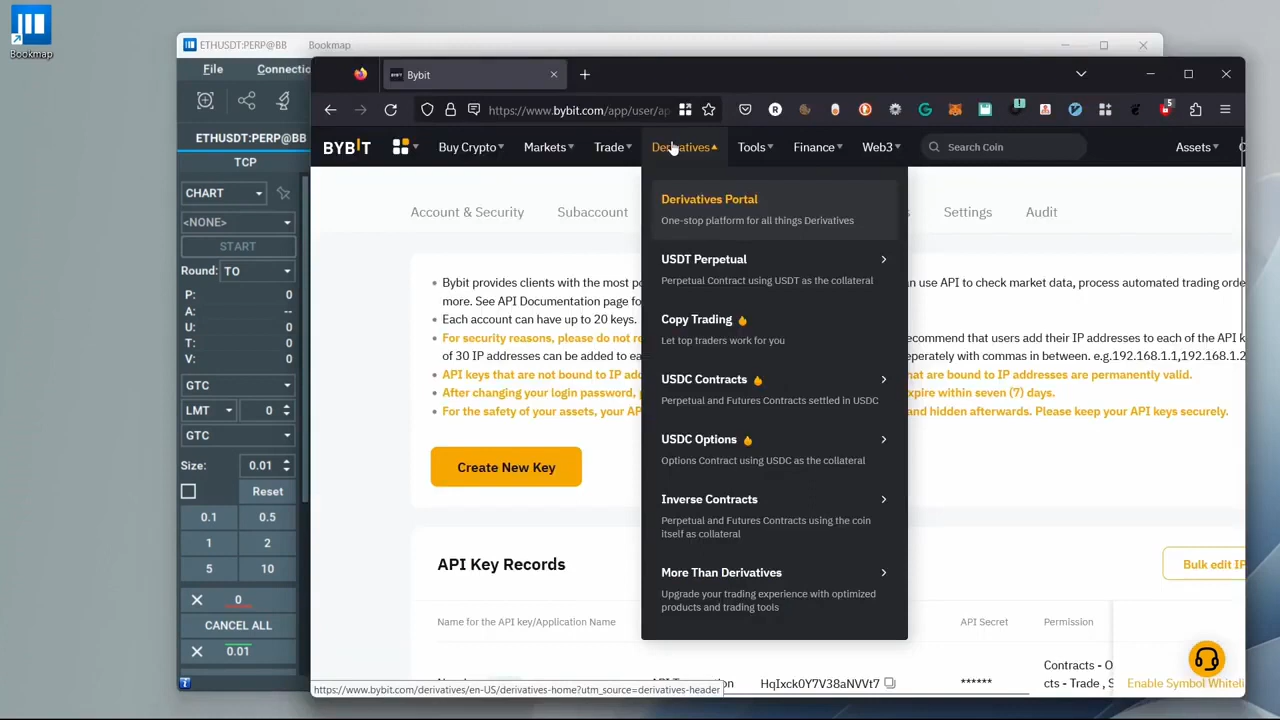 Bookmap
ETHUSDT:PERP@BB
Bookmap
File
Connectio
ETHUSDT:PERP@BB
TCP
CHART
<NONE>
START
Round: TO
P: 0
A: --
U: 0
T: 0
V: 0
GTC
LMT 0
GTC
Size: 0.01
Reset
0.1 0.5
1 2
5 10
0
CANCEL ALL
0.01
Bybit
https://www.bybit.com/app/user/ap
5
BYBIT
Buy Crypto
Markets
Trade
Derivatives
Tools
Finance
Web3
Search Coin
Assets
Account & Security
Subaccount
Settings
Audit
Derivatives Portal
One-stop platform for all things Derivatives
USDT Perpetual
Perpetual Contract using USDT as the collateral
Copy Trading
Let top traders work for you
USDC Contracts
Perpetual and Futures Contracts settled in USDC
USDC Options
Options Contract using USDC as the collateral
Inverse Contracts
Perpetual and Futures Contracts using the coin
itself as collateral
More Than Derivatives
Upgrade your trading experience with optimized
products and trading tools
Bybit provides clients with the most po
an use API to check market data, process automated trading orde
more. See API Documentation page fo
Each account can have up to 20 keys.
For security reasons, please do not ro
ecommend that users add their IP addresses to each of the API k
of 30 IP addresses can be added to ea
seperately with commas in between. e.g.192.168.1.1,192.168.1.2
API keys that are not bound to IP add
hat are bound to IP addresses are permanently valid.
After changing your login password, p
xpire within seven (7) days.
For the safety of your assets, your AP
and hidden afterwards. Please keep your API keys securely.
Create New Key
API Key Records
Bulk edit IP
Name for the API key/Application Name
API Secret
Permission
HqIxck0Y7V38aNVVt7
******
Contracts - O
cts - Trade , S
Enable Symbol Whiteli
https://www.bybit.com/derivatives/en-US/derivatives-home?utm_source=derivatives-header